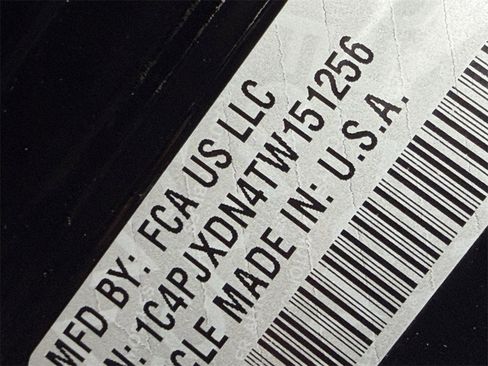 MFD BY: FCA US LLC
N: 1C4PJXDN4TW151256
CLE MADE IN: U.S.A.